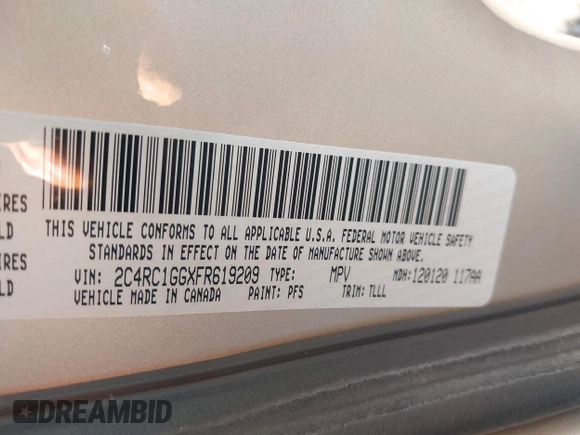 THIS VEHICLE CONFORMS TO ALL APPLICABLE U.S.A. FEDERAL MOTOR VEHICLE SAFETY
STANDARDS IN EFFECT ON THE DATE OF MANUFACTURE SHOWN ABOVE.
IRES
LD
IRES
LD
VIN: 2C4RC1GGXFR619209 TYPE: MPV MDH:120120 117AA
VEHICLE MADE IN CANADA PAINT: PFS TRIM: TLLL
DREAMBID